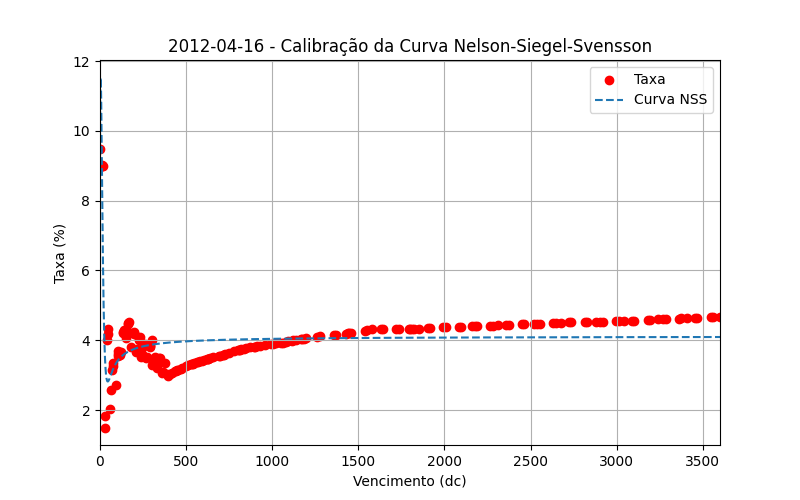 2012-04-16 - Calibração da Curva Nelson-Siegel-Svensson
Taxa
Curva NSS
12
10
8
6
4
2
Taxa (%)
0
500
1000
1500
2000
2500
3000
3500
Vencimento (dc)